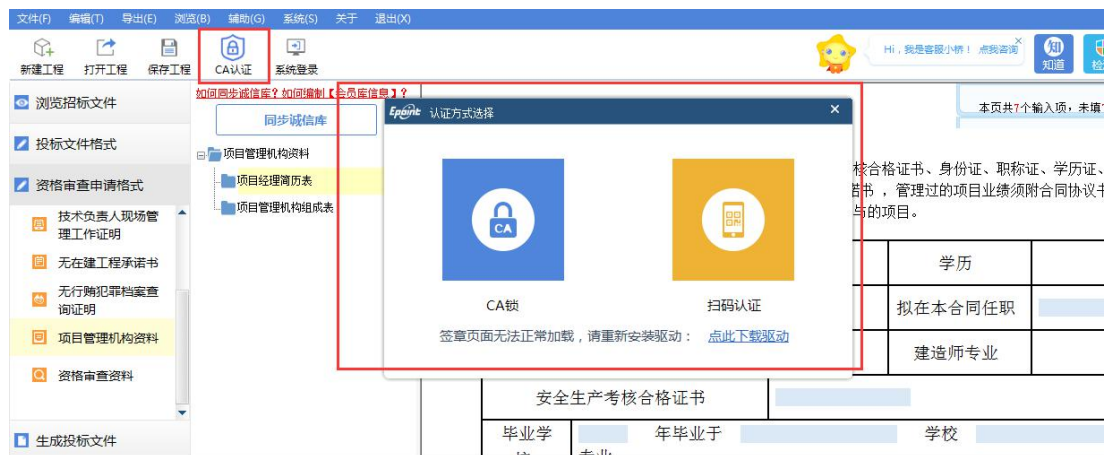 文件(F) 编辑(T) 导出(E) 浏览(B) 辅助(G) 系统(S) 关于 退出(X)
新建工程 打开工程 保存工程 CA认证 系统登录
Hi，我是客服小桥！ 点我咨询
知
知道
浏览招标文件
投标文件格式
资格审查申请格式
技术负责人现场管
理工作证明
无在建工程承诺书
无行贿犯罪档案查
询证明
项目管理机构资料
资格审查资料
生成投标文件
如何同步诚信库？如何编制【会员库信息】？
同步诚信库
项目管理机构资料
项目经理简历表
项目管理机构组成表
Epoint 认证方式选择
CA
CA锁
扫码认证
签章页面无法正常加载，请重新安装驱动： 点此下载驱动
本页共7个输入项，未填
合格证书、身份证、职称证、学历证、
，管理过的项目业绩须附合同协议书
的项目。
学历
拟在本合同任职
建造师专业
安全生产考核合格证书
毕业学 年毕业于 学校